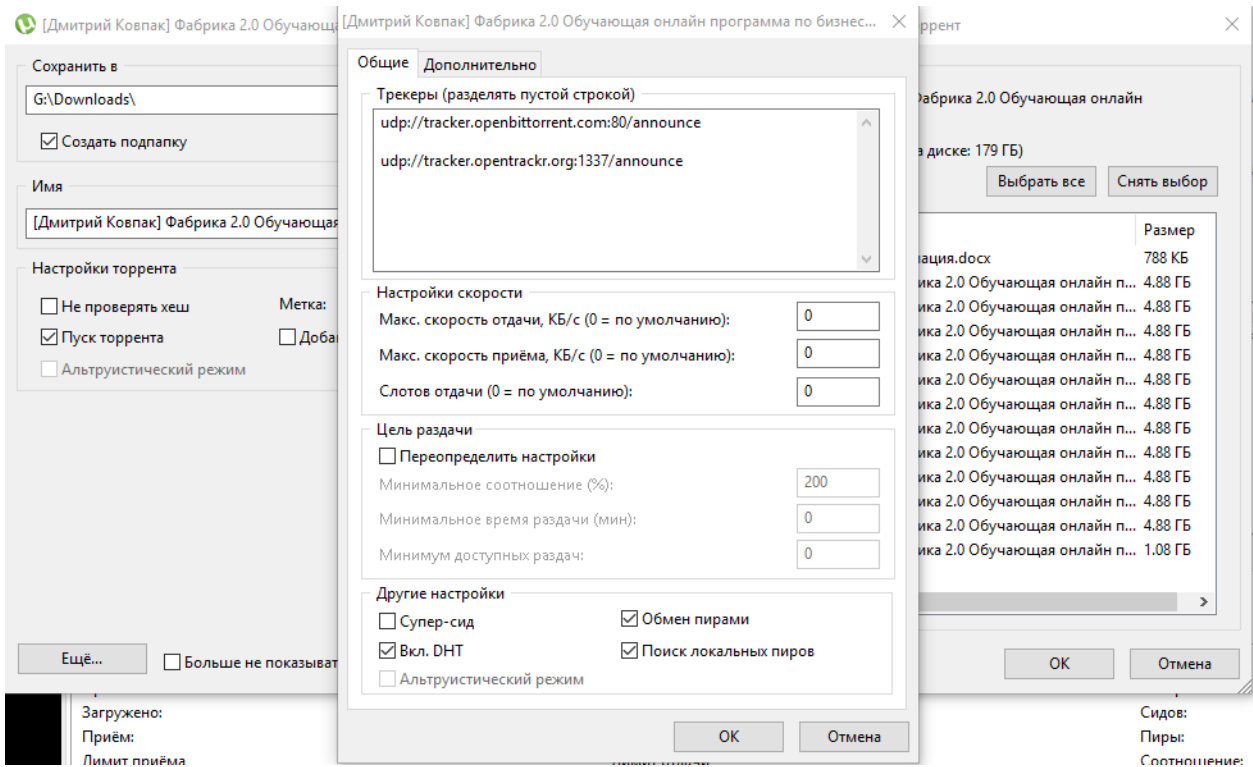 [Дмитрий Ковпак] Фабрика 2.0 Обучающа
[Дмитрий Ковпак] Фабрика 2.0 Обучающая онлайн программа по бизнес...
ррент
Сохранить в
G:\Downloads\
Создать подпапку
Имя
[Дмитрий Ковпак] Фабрика 2.0 Обучающая
Настройки торрента
Не проверять хеш
Метка:
Пуск торрента
Доба
Альтруистический режим
Ещё...
Больше не показыват
Общие
Дополнительно
Трекеры (разделять пустой строкой)
udp://tracker.openbittorrent.com:80/announce
udp://tracker.opentrackr.org:1337/announce
Настройки скорости
Макс. скорость отдачи, КБ/с (0 = по умолчанию):
0
Макс. скорость приёма, КБ/с (0 = по умолчанию):
0
Слотов отдачи (0 = по умолчанию):
0
Цель раздачи
Переопределить настройки
Минимальное соотношение (%):
200
Минимальное время раздачи (мин):
0
Минимум доступных раздач:
0
Другие настройки
Супер-сид
Обмен пирами
Вкл. DHT
Поиск локальных пиров
Альтруистический режим
OK
Отмена
Фабрика 2.0 Обучающая онлайн
а диске: 179 ГБ)
Выбрать все
Снять выбор
Размер
ация.docx 788 КБ
ика 2.0 Обучающая онлайн п... 4.88 ГБ
ика 2.0 Обучающая онлайн п... 4.88 ГБ
ика 2.0 Обучающая онлайн п... 4.88 ГБ
ика 2.0 Обучающая онлайн п... 4.88 ГБ
ика 2.0 Обучающая онлайн п... 4.88 ГБ
ика 2.0 Обучающая онлайн п... 4.88 ГБ
ика 2.0 Обучающая онлайн п... 4.88 ГБ
ика 2.0 Обучающая онлайн п... 4.88 ГБ
ика 2.0 Обучающая онлайн п... 4.88 ГБ
ика 2.0 Обучающая онлайн п... 4.88 ГБ
ика 2.0 Обучающая онлайн п... 4.88 ГБ
ика 2.0 Обучающая онлайн п... 1.08 ГБ
OK
Отмена
Загружено:
Приём:
Лимит приёма
Сидов:
Пиры:
Соотношение: